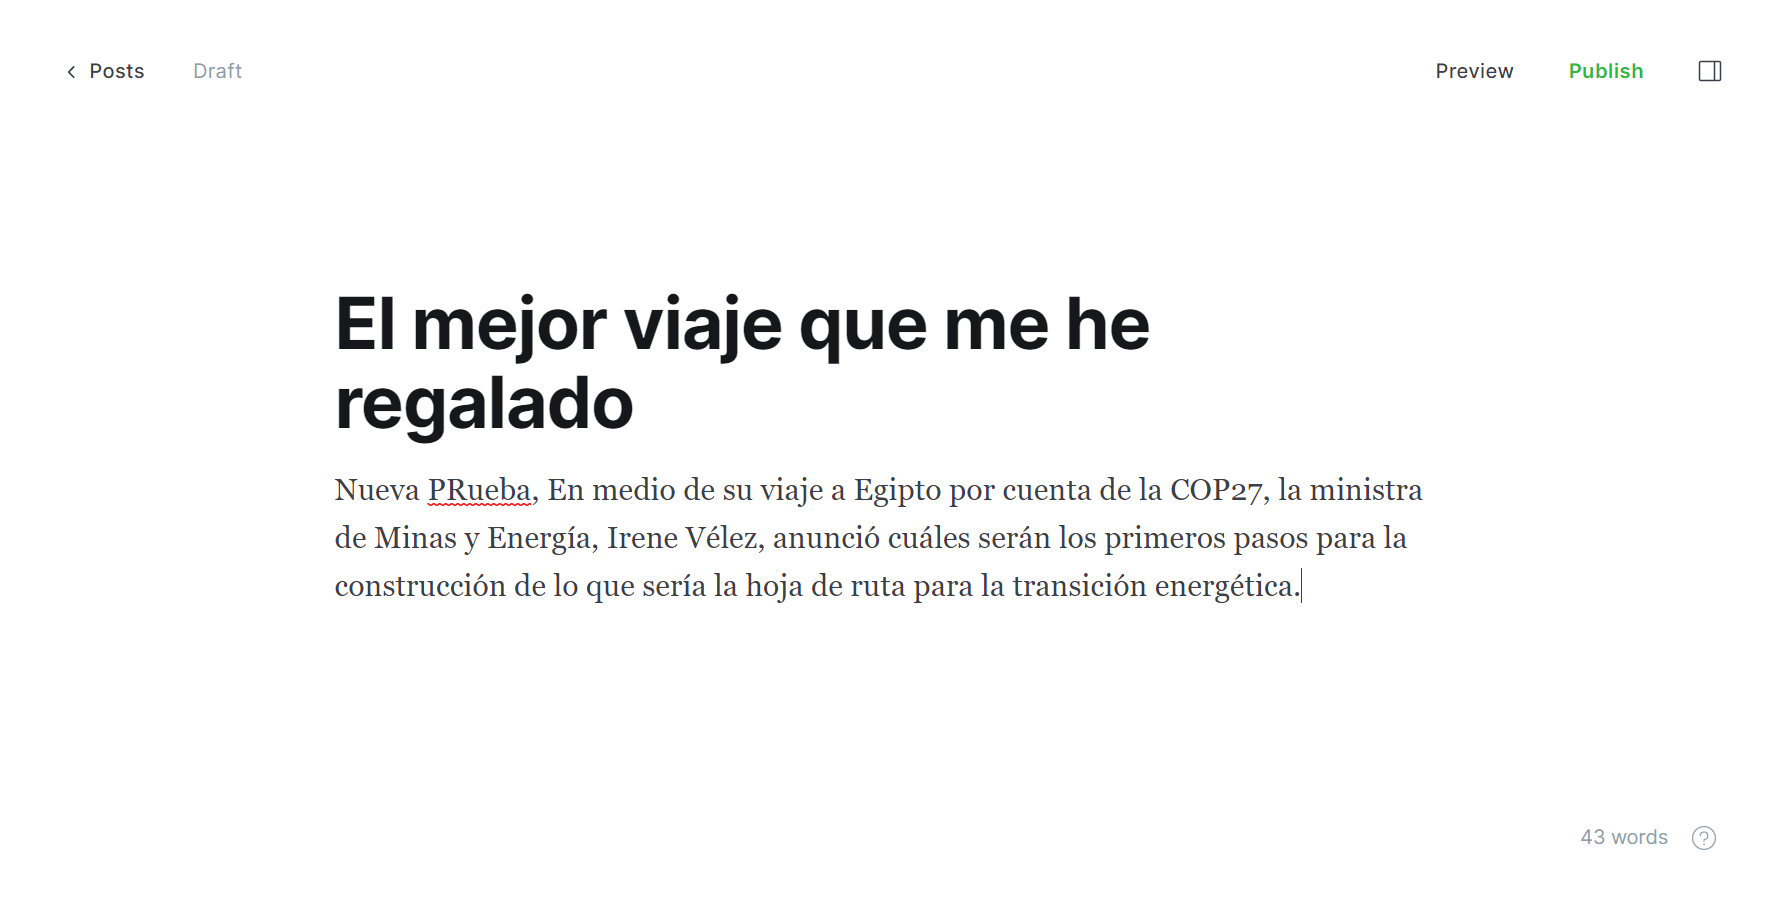 Posts
Draft
Preview
Publish
El mejor viaje que me he
regalado
Nueva PRueba, En medio de su viaje a Egipto por cuenta de la COP27, la ministra
de Minas y Energía, Irene Vélez, anunció cuáles serán los primeros pasos para la
construcción de lo que sería la hoja de ruta para la transición energética.
43 words
?